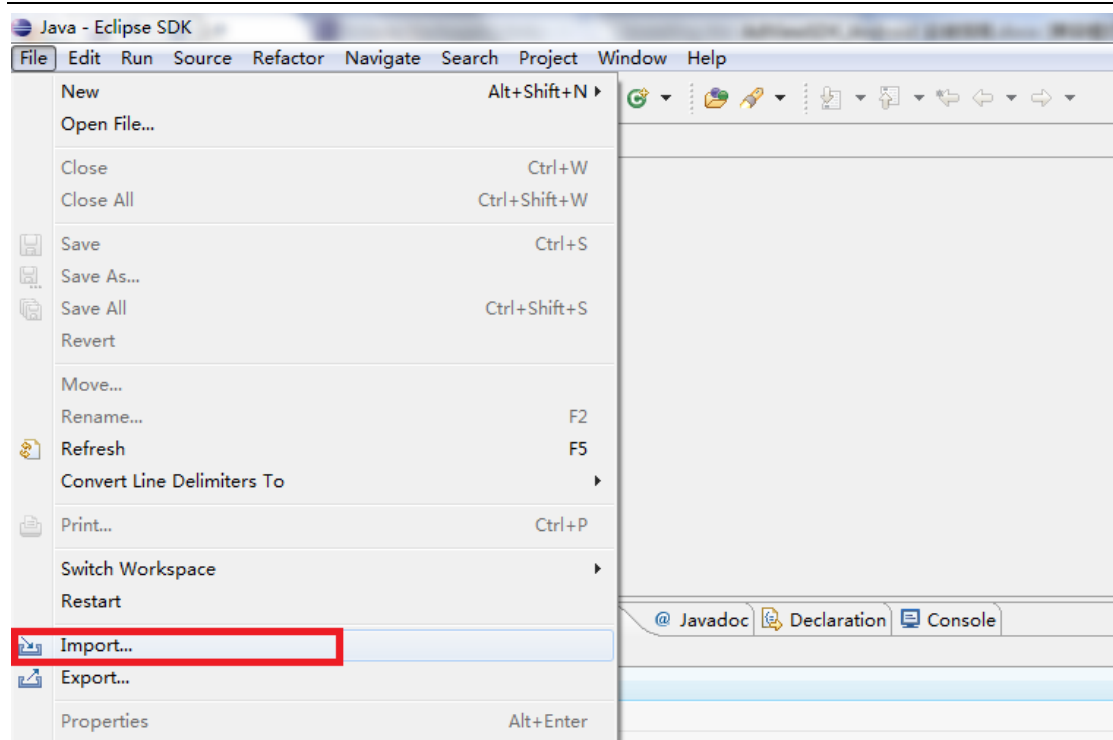 Java - Eclipse SDK
File Edit Run Source Refactor Navigate Search Project Window Help
New Alt+Shift+N
Open File...
Close Ctrl+W
Close All Ctrl+Shift+W
Save Ctrl+S
Save As...
Save All Ctrl+Shift+S
Revert
Move...
Rename... F2
Refresh F5
Convert Line Delimiters To
Print... Ctrl+P
Switch Workspace
Restart
@ Javadoc Declaration Console
Import...
Export...
Properties Alt+Enter